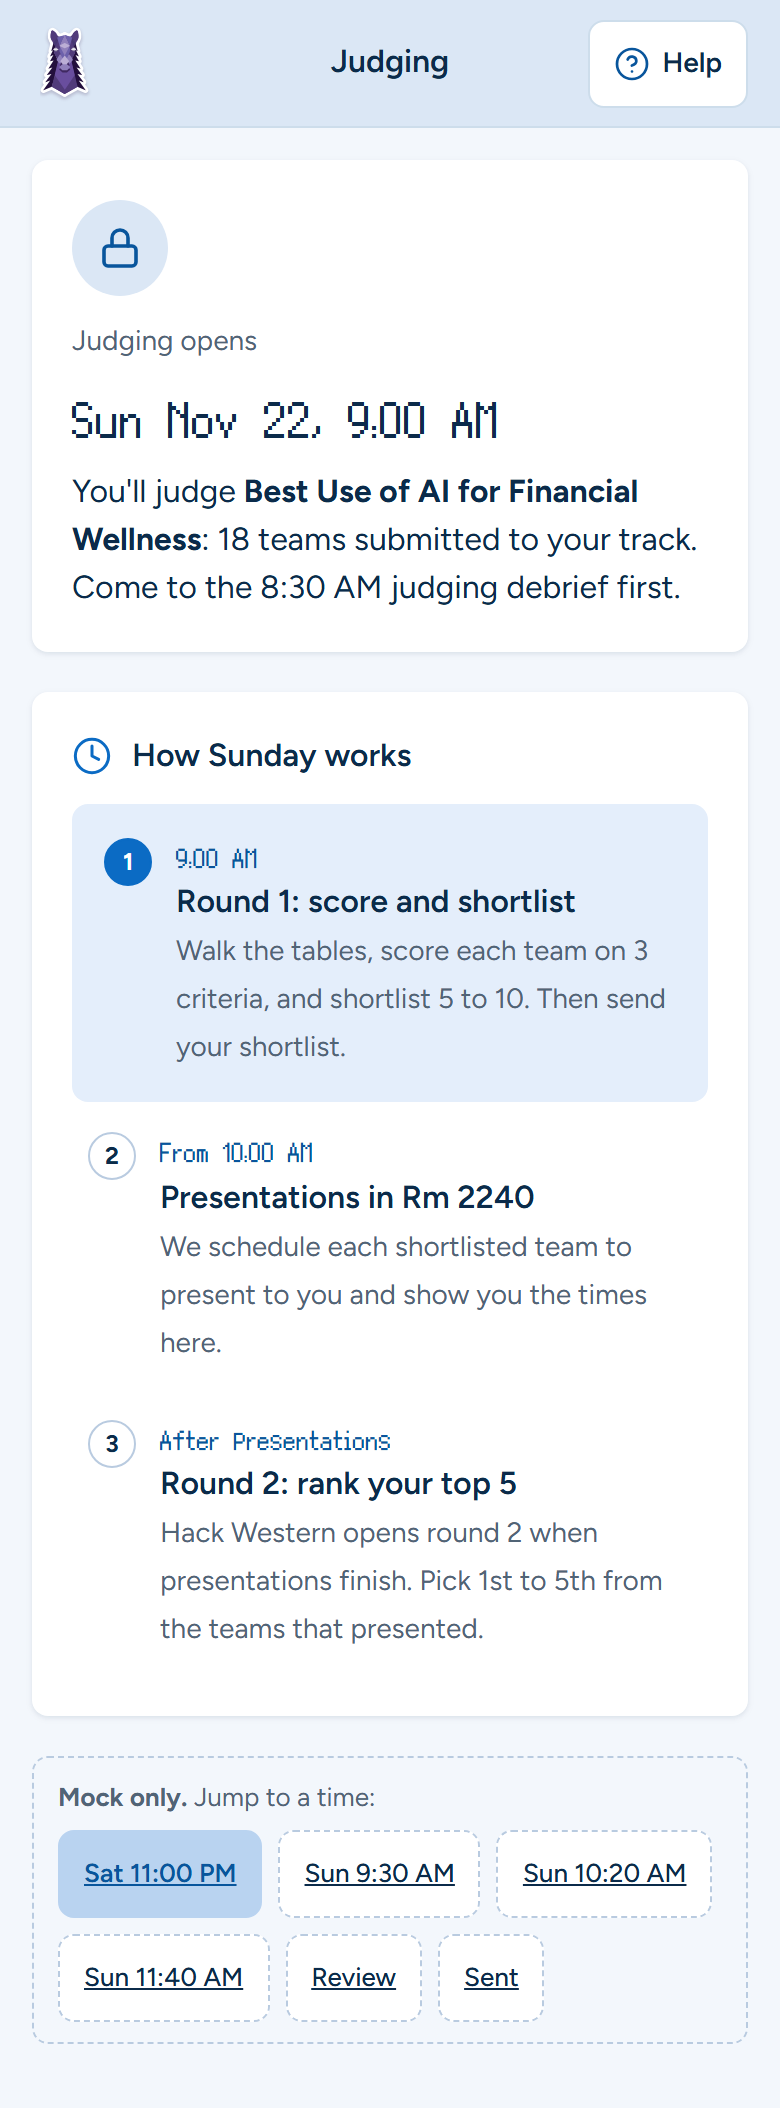 Judging
Help
Judging opens
Sun Nov 22, 9:00 AM
You'll judge Best Use of AI for Financial
Wellness: 18 teams submitted to your track.
Come to the 8:30 AM judging debrief first.
How Sunday works
1
9:00 AM
Round 1: score and shortlist
Walk the tables, score each team on 3
criteria, and shortlist 5 to 10. Then send
your shortlist.
2
From 10:00 AM
Presentations in Rm 2240
We schedule each shortlisted team to
present to you and show you the times
here.
3
After Presentations
Round 2: rank your top 5
Hack Western opens round 2 when
presentations finish. Pick 1st to 5th from
the teams that presented.
Mock only. Jump to a time:
Sat 11:00 PM
Sun 9:30 AM
Sun 10:20 AM
Sun 11:40 AM
Review
Sent